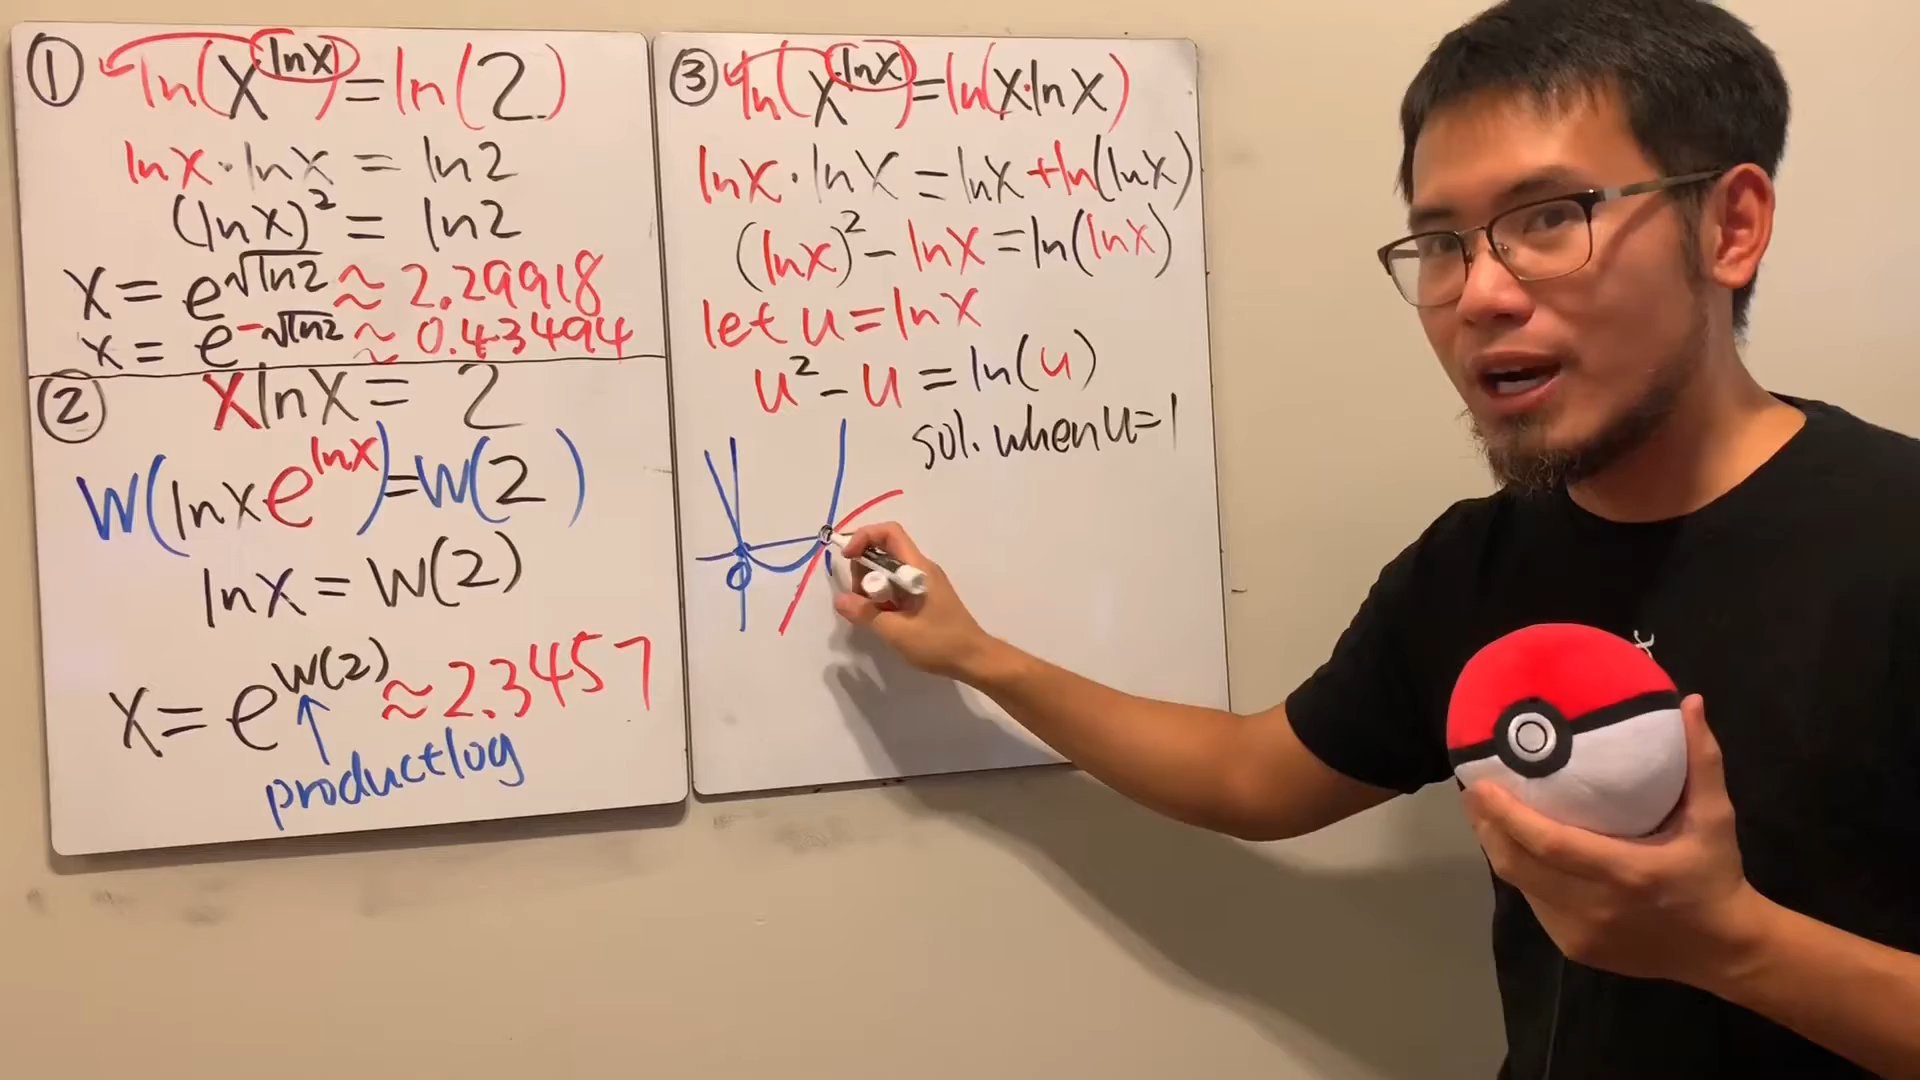 ① ln(x^{lnx}) = ln(2)
lnx·lnx = ln2
(lnx)² = ln2
x = e^{√ln2} ≈ 2.29918
x = e^{-√ln2} ≈ 0.43494
② xlnx = 2
W(lnxe^{lnx}) = W(2)
lnx = W(2)
x = e^{W(2)} ≈ 2.3457
↑
productlog
③ ln(x^{lnx}) = ln(x·lnx)
lnx·lnx = lnx+ln(lnx)
(lnx)² - lnx = ln(lnx)
let u = lnx
u² - u = ln(u)
sol. when u=1
0